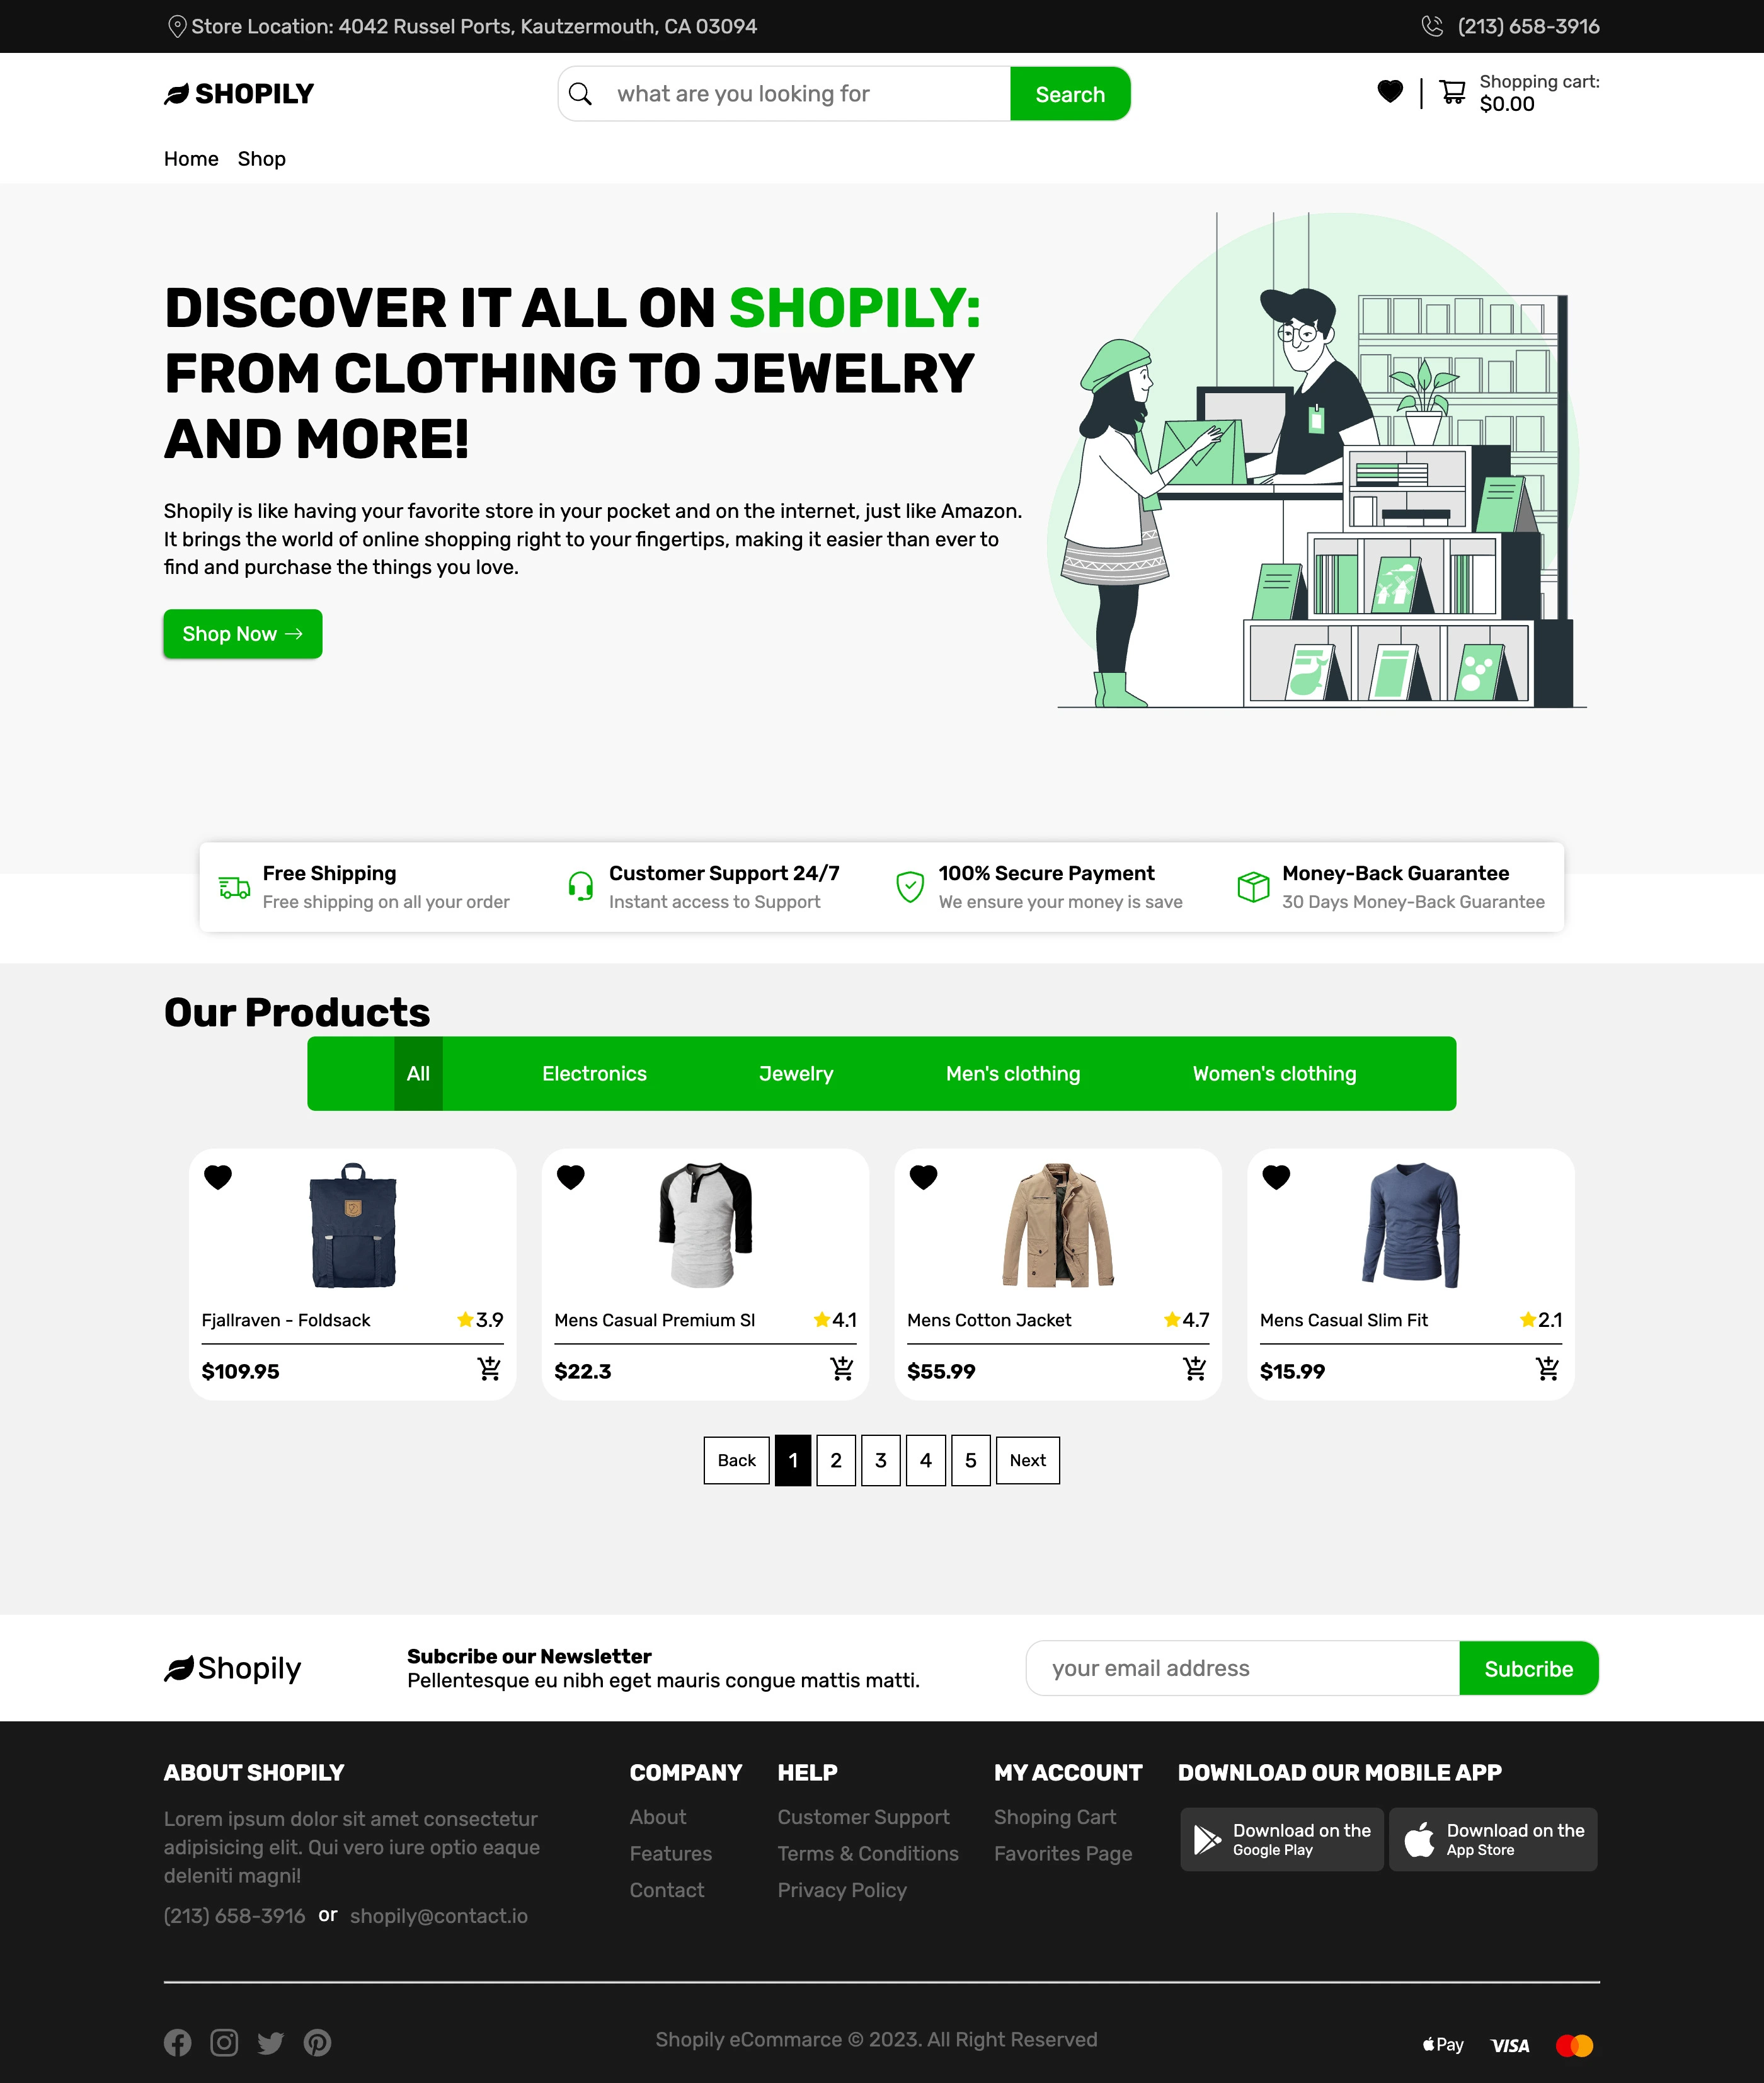 Store Location: 4042 Russel Ports, Kautzermouth, CA 03094
(213) 658-3916
SHOPILY
what are you looking for
Search
Shopping cart:
$0.00
Home
Shop
DISCOVER IT ALL ON SHOPILY:
FROM CLOTHING TO JEWELRY
AND MORE!
Shopily is like having your favorite store in your pocket and on the internet, just like Amazon.
It brings the world of online shopping right to your fingertips, making it easier than ever to
find and purchase the things you love.
Shop Now
Free Shipping
Free shipping on all your order
Customer Support 24/7
Instant access to Support
100% Secure Payment
We ensure your money is save
Money-Back Guarantee
30 Days Money-Back Guarantee
Our Products
All
Electronics
Jewelry
Men's clothing
Women's clothing
Fjallraven - Foldsack
3.9
$109.95
Mens Casual Premium Sl
4.1
$22.3
Mens Cotton Jacket
4.7
$55.99
Mens Casual Slim Fit
2.1
$15.99
Back
1
2
3
4
5
Next
Shopily
Subcribe our Newsletter
Pellentesque eu nibh eget mauris congue mattis matti.
your email address
Subcribe
ABOUT SHOPILY
Lorem ipsum dolor sit amet consectetur
adipisicing elit. Qui vero iure optio eaque
deleniti magni!
(213) 658-3916 or shopily@contact.io
COMPANY
About
Features
Contact
HELP
Customer Support
Terms & Conditions
Privacy Policy
MY ACCOUNT
Shoping Cart
Favorites Page
DOWNLOAD OUR MOBILE APP
Download on the
Google Play
Download on the
App Store
Shopily eCommarce © 2023. All Right Reserved
Pay
VISA